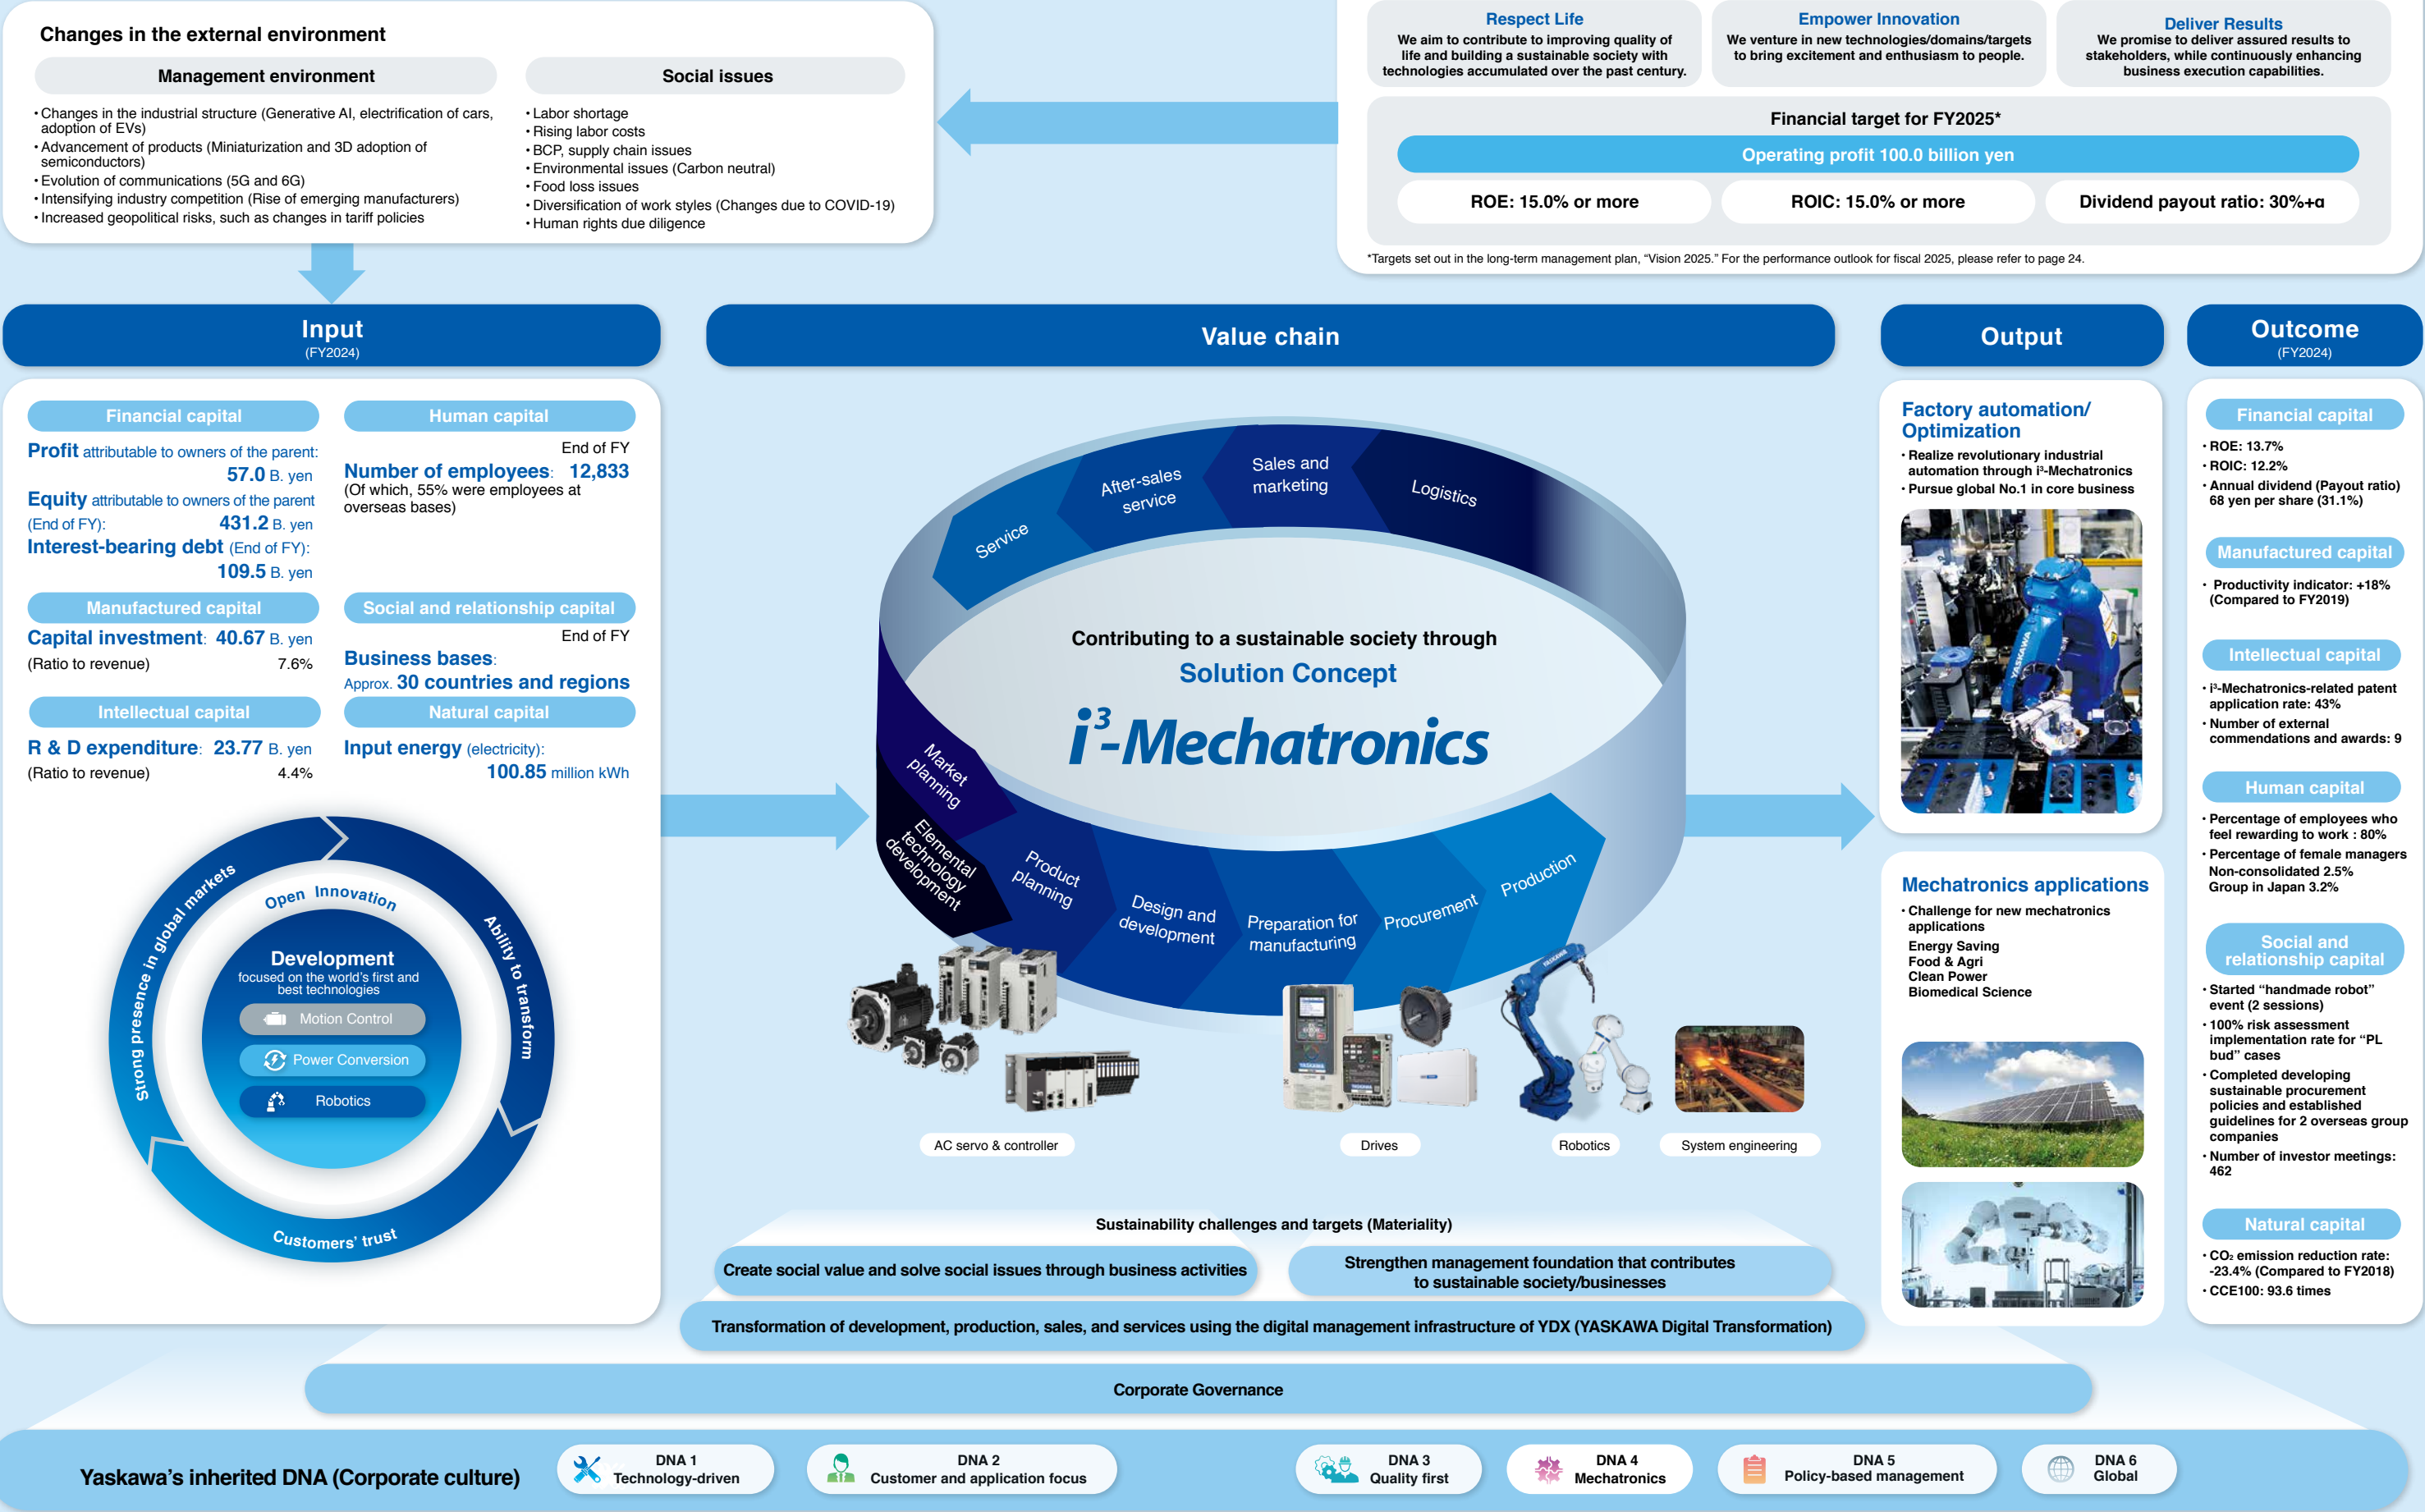 Changes in the external environment
Management environment
・Changes in the industrial structure (Generative AI, electrification of cars,
adoption of EVs)
・Advancement of products (Miniaturization and 3D adoption of
semiconductors)
・Evolution of communications (5G and 6G)
・Intensifying industry competition (Rise of emerging manufacturers)
・Increased geopolitical risks, such as changes in tariff policies
Social issues
・Labor shortage
・Rising labor costs
・BCP, supply chain issues
・Environmental issues (Carbon neutral)
・Food loss issues
・Diversification of work styles (Changes due to COVID-19)
・Human rights due diligence
Respect Life
We aim to contribute to improving quality of
life and building a sustainable society with
technologies accumulated over the past century.
Empower Innovation
We venture in new technologies/domains/targets
to bring excitement and enthusiasm to people.
Deliver Results
We promise to deliver assured results to
stakeholders, while continuously enhancing
business execution capabilities.
Financial target for FY2025*
Operating profit 100.0 billion yen
ROE: 15.0% or more
ROIC: 15.0% or more
Dividend payout ratio: 30%+α
*Targets set out in the long-term management plan, “Vision 2025.” For the performance outlook for fiscal 2025, please refer to page 24.
Input
(FY2024)
Financial capital
Profit attributable to owners of the parent:
57.0 B. yen
Equity attributable to owners of the parent
(End of FY): 431.2 B. yen
Interest-bearing debt (End of FY):
109.5 B. yen
Human capital
End of FY
Number of employees: 12,833
(Of which, 55% were employees at
overseas bases)
Manufactured capital
Capital investment: 40.67 B. yen
(Ratio to revenue) 7.6%
Social and relationship capital
End of FY
Business bases:
Approx. 30 countries and regions
Intellectual capital
R & D expenditure: 23.77 B. yen
(Ratio to revenue) 4.4%
Natural capital
Input energy (electricity):
100.85 million kWh
Strong presence in global markets
Ability to transform
Customers’ trust
Open Innovation
Development
focused on the world’s first and
best technologies
Motion Control
Power Conversion
Robotics
Value chain
Service
After-sales
service
Sales and
marketing
Logistics
Contributing to a sustainable society through
Solution Concept
i³-Mechatronics
Market
planning
Elemental
technology
development
Product
planning
Design and
development
Preparation for
manufacturing
Procurement
Production
YASKAWA
YASKAWA
AC servo & controller
Drives
Robotics
System engineering
Sustainability challenges and targets (Materiality)
Create social value and solve social issues through business activities
Strengthen management foundation that contributes
to sustainable society/businesses
Transformation of development, production, sales, and services using the digital management infrastructure of YDX (YASKAWA Digital Transformation)
Corporate Governance
Output
Factory automation/
Optimization
・Realize revolutionary industrial
automation through i³-Mechatronics
・Pursue global No.1 in core business
YASKAWA
Mechatronics applications
・Challenge for new mechatronics
applications
Energy Saving
Food & Agri
Clean Power
Biomedical Science
Outcome
(FY2024)
Financial capital
・ROE: 13.7%
・ROIC: 12.2%
・Annual dividend (Payout ratio)
68 yen per share (31.1%)
Manufactured capital
・Productivity indicator: +18%
(Compared to FY2019)
Intellectual capital
・i³-Mechatronics-related patent
application rate: 43%
・Number of external
commendations and awards: 9
Human capital
・Percentage of employees who
feel rewarding to work : 80%
・Percentage of female managers
Non-consolidated 2.5%
Group in Japan 3.2%
Social and
relationship capital
・Started “handmade robot”
event (2 sessions)
・100% risk assessment
implementation rate for “PL
bud” cases
・Completed developing
sustainable procurement
policies and established
guidelines for 2 overseas group
companies
・Number of investor meetings:
462
Natural capital
・CO₂ emission reduction rate:
-23.4% (Compared to FY2018)
・CCE100: 93.6 times
Yaskawa’s inherited DNA (Corporate culture)
DNA 1
Technology-driven
DNA 2
Customer and application focus
DNA 3
Quality first
DNA 4
Mechatronics
DNA 5
Policy-based management
DNA 6
Global